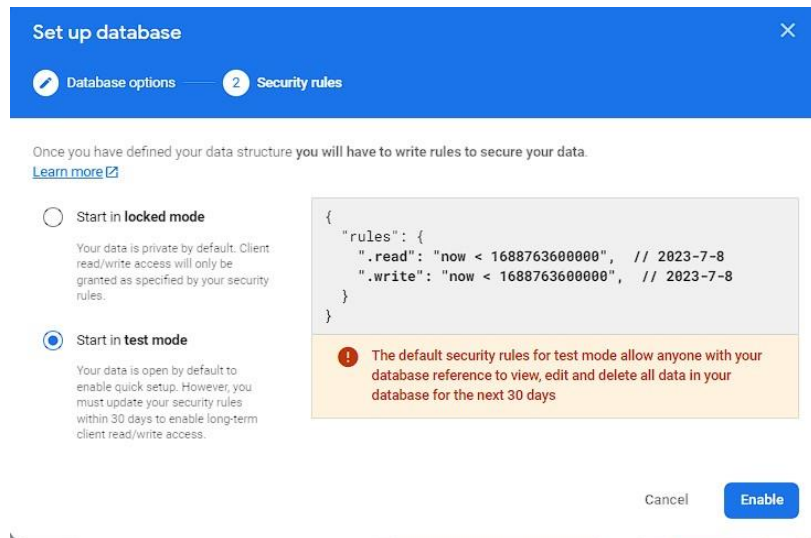 Set up database
Database options
2 Security rules
Once you have defined your data structure you will have to write rules to secure your data.
Learn more
Start in locked mode
Your data is private by default. Client
read/write access will only be
granted as specified by your security
rules.
Start in test mode
Your data is open by default to
enable quick setup. However, you
must update your security rules
within 30 days to enable long-term
client read/write access.
{
"rules": {
".read": "now < 1688763600000", // 2023-7-8
".write": "now < 1688763600000", // 2023-7-8
}
}
The default security rules for test mode allow anyone with your
database reference to view, edit and delete all data in your
database for the next 30 days
Cancel
Enable